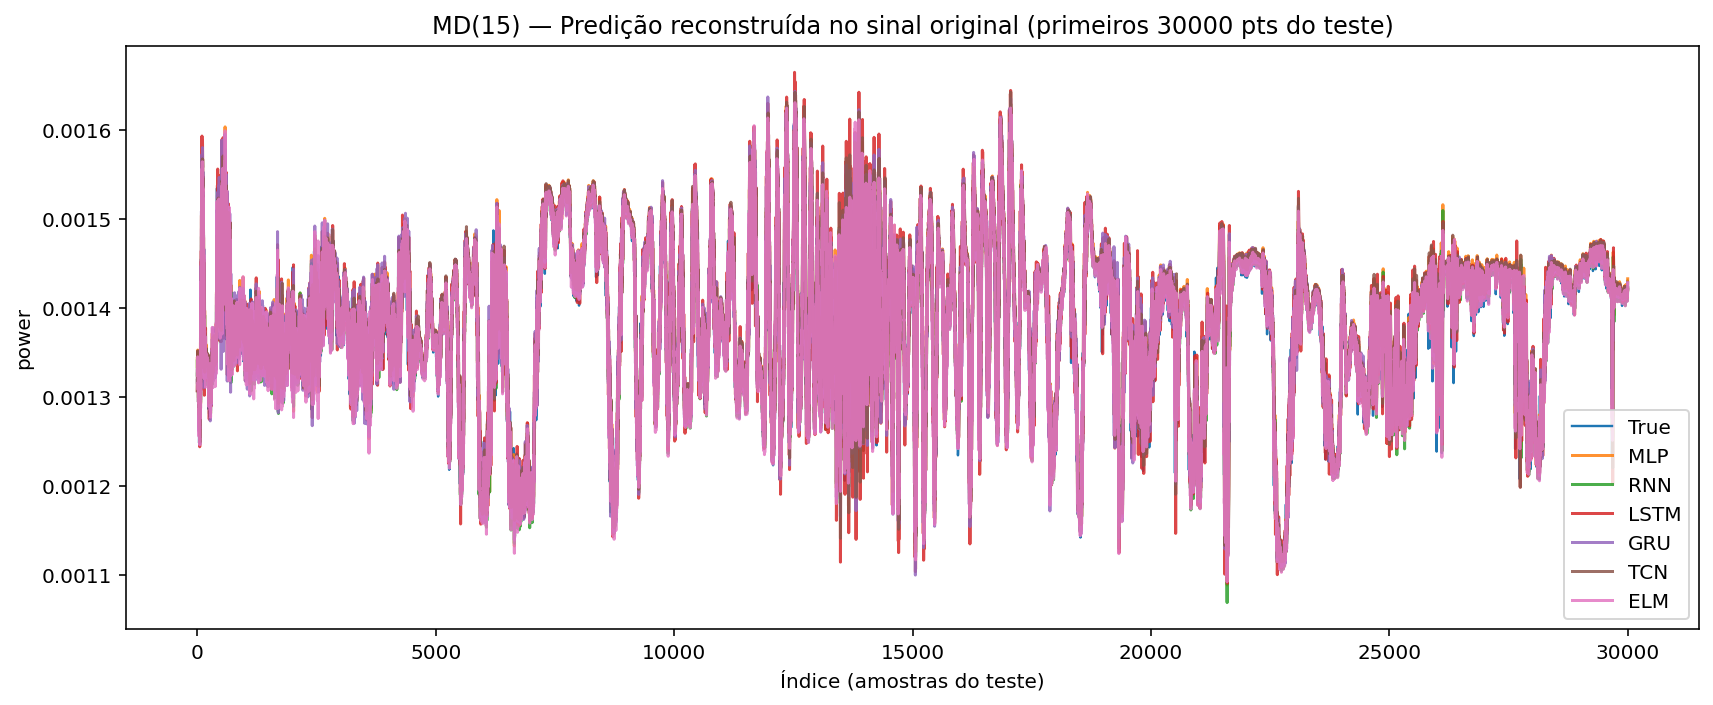 MD(15) — Predição reconstruída no sinal original (primeiros 30000 pts do teste)
power
0.0016
0.0015
0.0014
0.0013
0.0012
0.0011
True
MLP
RNN
LSTM
GRU
TCN
ELM
0 5000 10000 15000 20000 25000 30000
Índice (amostras do teste)